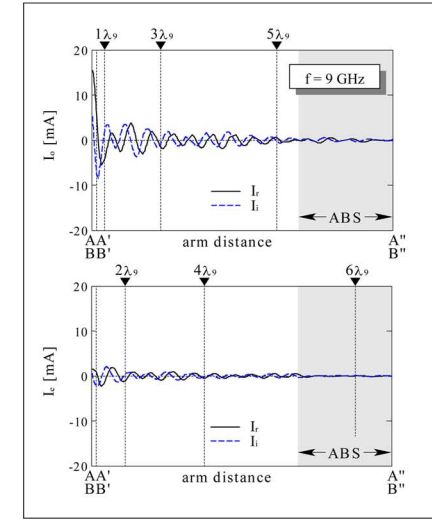 1λ₉ 3λ₉ 5λ₉
20
10
0
-10
-20
I₀ [mA]
f = 9 GHz
Iᵣ
Iᵢ
ABS
AA' arm distance A"
BB' B"
2λ₉ 4λ₉ 6λ₉
20
10
0
-10
-20
Iₑ [mA]
Iᵣ
Iᵢ
ABS
AA' arm distance A"
BB' B"